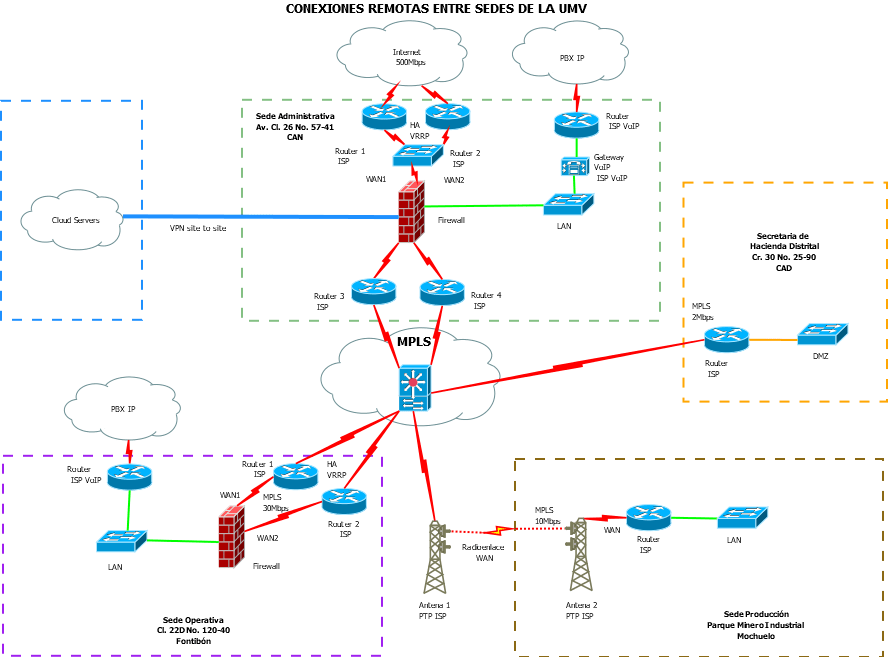 CONEXIONES REMOTAS ENTRE SEDES DE LA UMV
Internet
500Mbps
PBX IP
Sede Administrativa
Av. Cl. 26 No. 57-41
CAN
HA
VRRP
Router 1
ISP
Router 2
ISP
WAN1
WAN2
Router
ISP VoIP
Gateway
VoIP
ISP VoIP
LAN
Firewall
Cloud Servers
VPN site to site
Router 3
ISP
Router 4
ISP
Secretaria de
Hacienda Distrital
Cr. 30 No. 25-90
CAD
MPLS
2Mbps
Router
ISP
DMZ
MPLS
PBX IP
Router
ISP VoIP
LAN
Router 1
ISP
HA
VRRP
WAN1
MPLS
30Mbps
WAN2
Router 2
ISP
Firewall
Sede Operativa
Cl. 22D No. 120-40
Fontibón
Radioenlace
WAN
Antena 1
PTP ISP
MPLS
10Mbps
WAN
Router
ISP
LAN
Antena 2
PTP ISP
Sede Producción
Parque Minero Industrial
Mochuelo